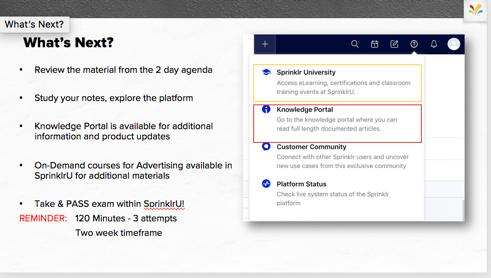 What's Next?
What's Next?
• Review the material from the 2 day agenda
• Study your notes, explore the platform
• Knowledge Portal is available for additional
information and product updates
• On-Demand courses for Advertising available in
SprinklrU for additional materials
• Take & PASS exam within SprinklrU!
REMINDER: 120 Minutes - 3 attempts
Two week timeframe
Sprinklr University
Access eLearning, certifications and classroom
training events at SprinklrU.
Knowledge Portal
Go to the knowledge portal where you can
read full length documented articles.
Customer Community
Connect with other Sprinklr users and uncover
new use cases from this exclusive community
Platform Status
Check live system status of the Sprinklr
platform